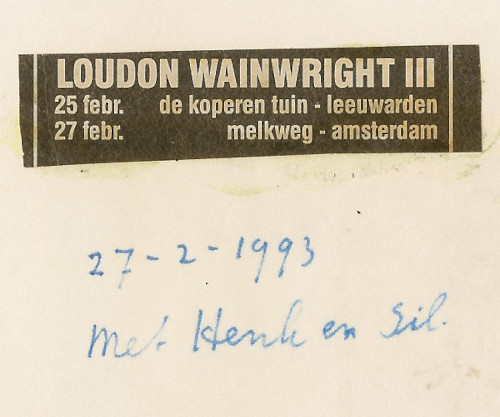 LOUDON WAINWRIGHT III
25 febr. de koperen tuin - leeuwarden
27 febr. melkweg - amsterdam
27-2-1993
Met Henk en Sil.